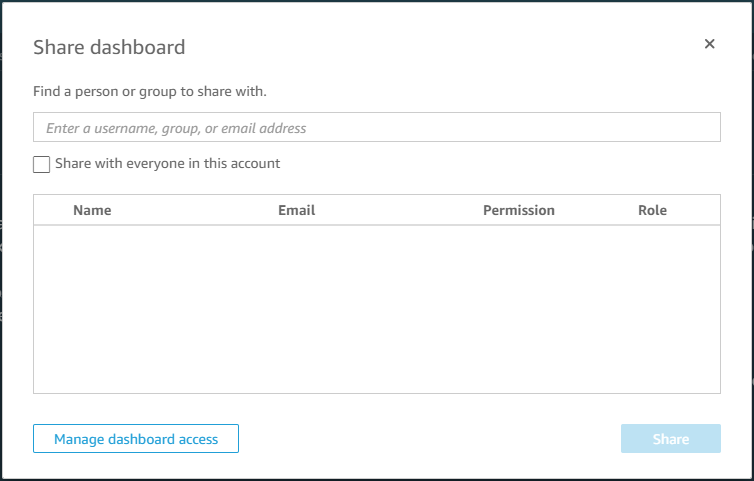 Share dashboard
Find a person or group to share with.
Enter a username, group, or email address
Share with everyone in this account
Name Email Permission Role
Manage dashboard access Share